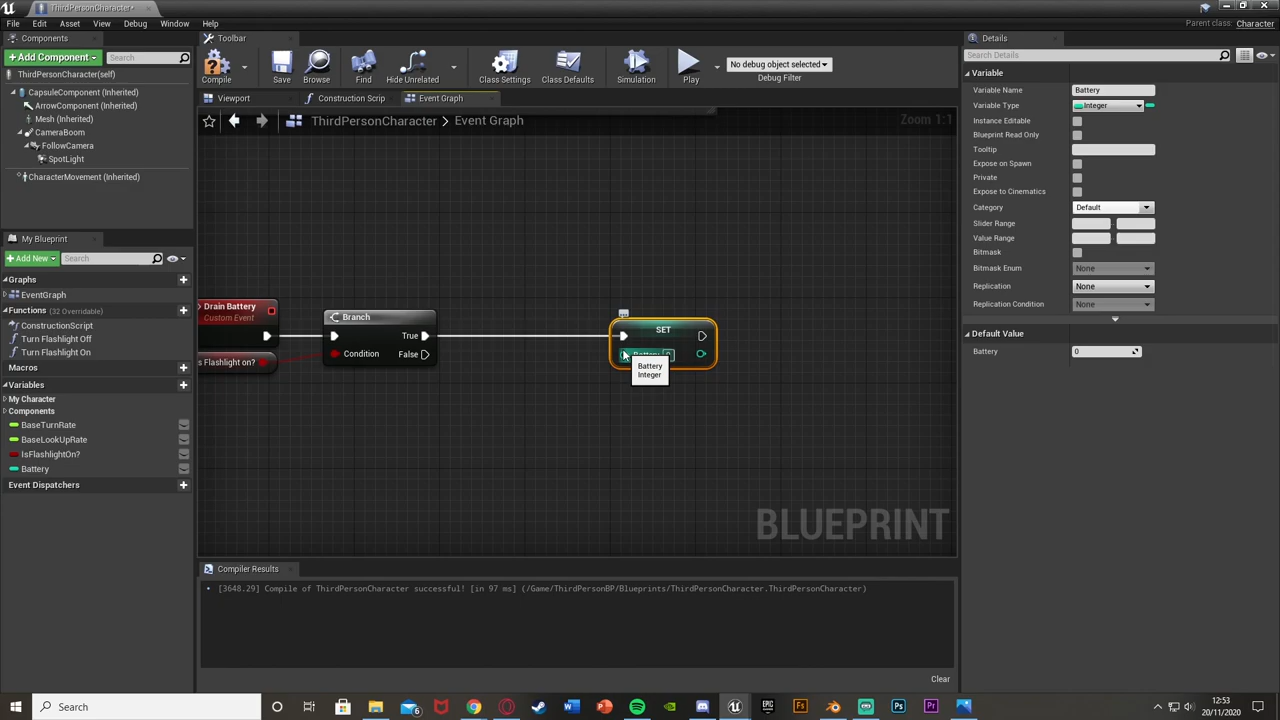 ThirdPersonCharacter*
File Edit Asset View Debug Window Help
Parent class: Character
Components
Toolbar
Details
+Add Component
Search
Search Details
ThirdPersonCharacter(self)
CapsuleComponent (Inherited)
ArrowComponent (Inherited)
Mesh (Inherited)
CameraBoom
FollowCamera
SpotLight
CharacterMovement (Inherited)
Compile
Save
Browse
Find
Hide Unrelated
Class Settings
Class Defaults
Simulation
Play
No debug object selected
Debug Filter
Viewport
Construction Scrip
Event Graph
ThirdPersonCharacter > Event Graph
Zoom 1:1
My Blueprint
+Add New
Search
Graphs
EventGraph
Functions (32 Overridable)
ConstructionScript
Turn Flashlight Off
Turn Flashlight On
Macros
Variables
My Character
Components
BaseTurnRate
BaseLookUpRate
IsFlashlightOn?
Battery
Event Dispatchers
Drain Battery
Custom Event
s Flashlight on?
Branch
True
Condition
False
SET
Battery 0
Battery
Integer
BLUEPRINT
Variable
Variable Name Battery
Variable Type Integer
Instance Editable
Blueprint Read Only
Tooltip
Expose on Spawn
Private
Expose to Cinematics
Category Default
Slider Range
Value Range
Bitmask
Bitmask Enum None
Replication None
Replication Condition None
Default Value
Battery 0
Compiler Results
[3648.29] Compile of ThirdPersonCharacter successful! [in 97 ms] (/Game/ThirdPersonBP/Blueprints/ThirdPersonCharacter.ThirdPersonCharacter)
Clear
Search
12:53
20/11/2020